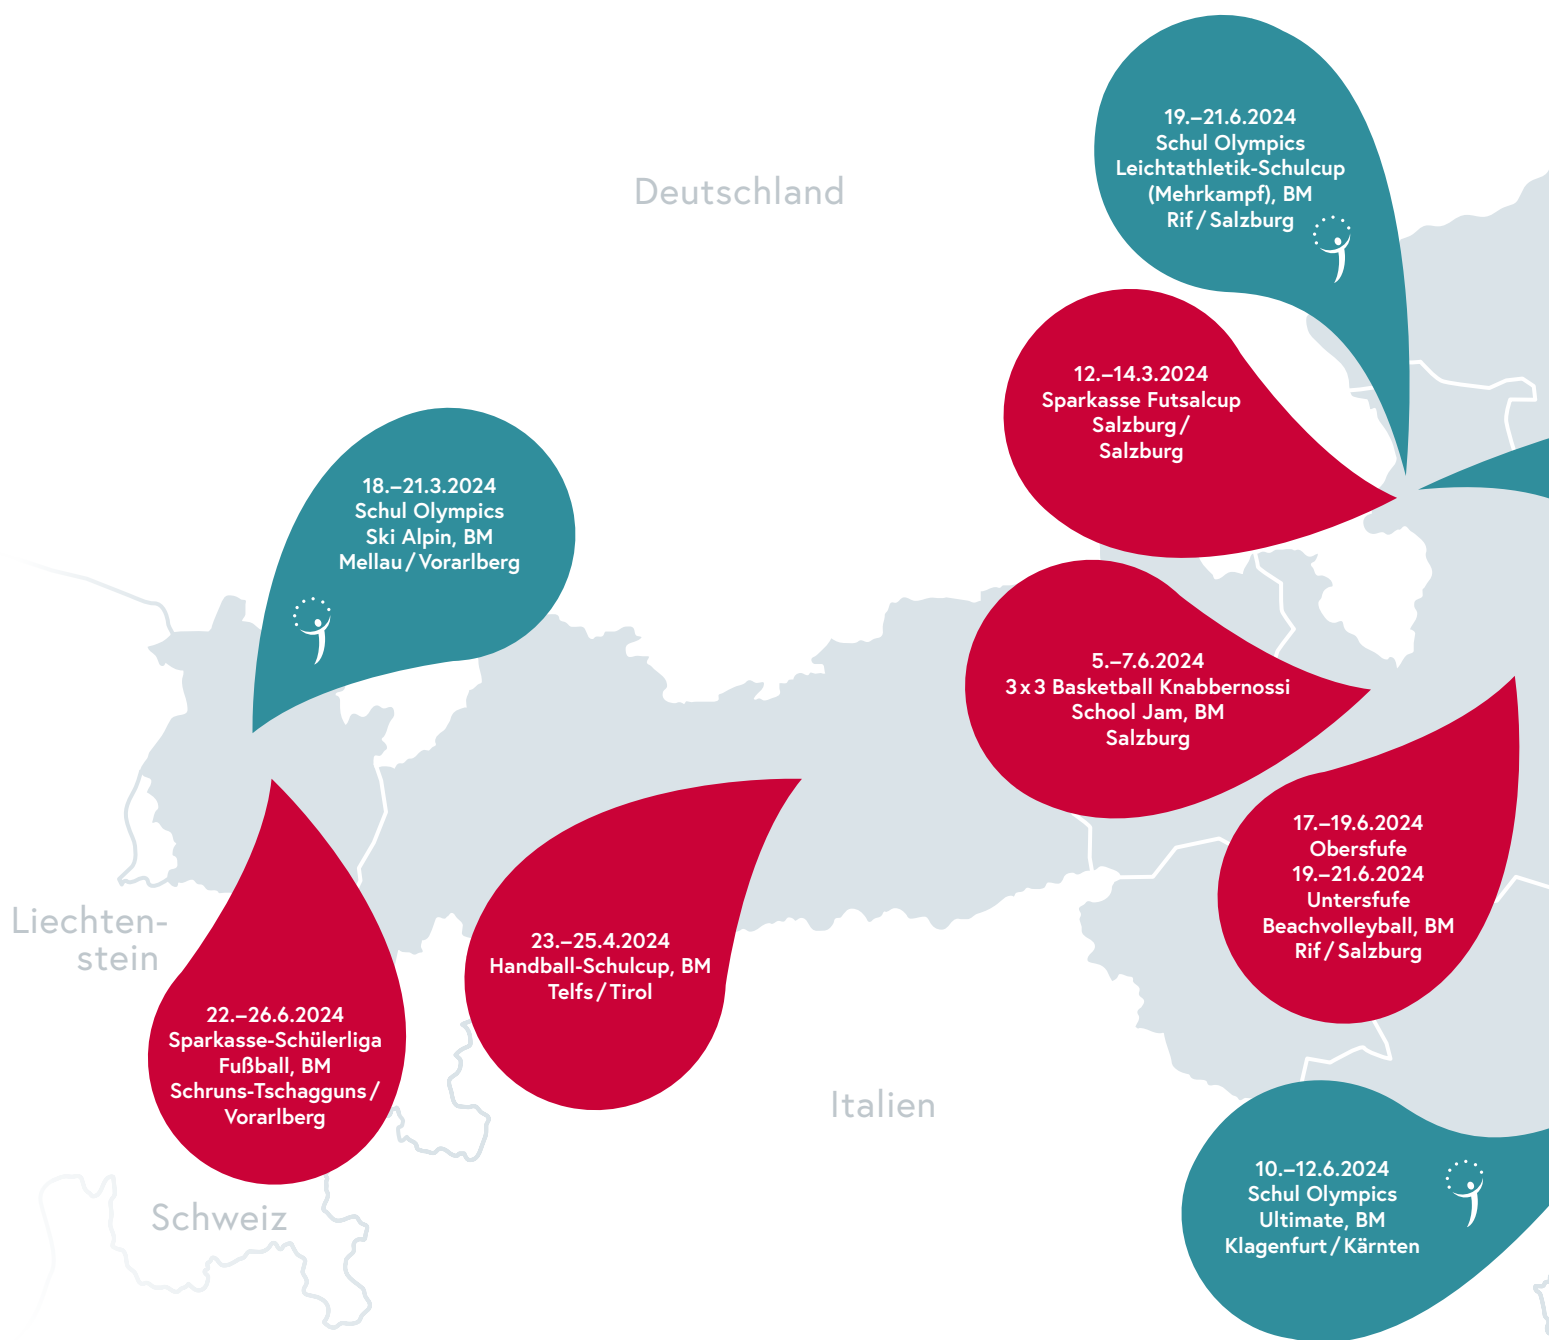 19.–21.6.2024
Schul Olympics
Leichtathletik-Schulcup
(Mehrkampf), BM
Rif / Salzburg
Deutschland
12.–14.3.2024
Sparkasse Futsalcup
Salzburg /
Salzburg
18.–21.3.2024
Schul Olympics
Ski Alpin, BM
Mellau / Vorarlberg
5.–7.6.2024
3 x 3 Basketball Knabbernossi
School Jam, BM
Salzburg
17.–19.6.2024
Obersfufe
19.–21.6.2024
Untersfufe
Beachvolleyball, BM
Rif / Salzburg
Liechten-
stein
23.–25.4.2024
Handball-Schulcup, BM
Telfs / Tirol
22.–26.6.2024
Sparkasse-Schülerliga
Fußball, BM
Schruns-Tschagguns /
Vorarlberg
Italien
Schweiz
10.–12.6.2024
Schul Olympics
Ultimate, BM
Klagenfurt / Kärnten